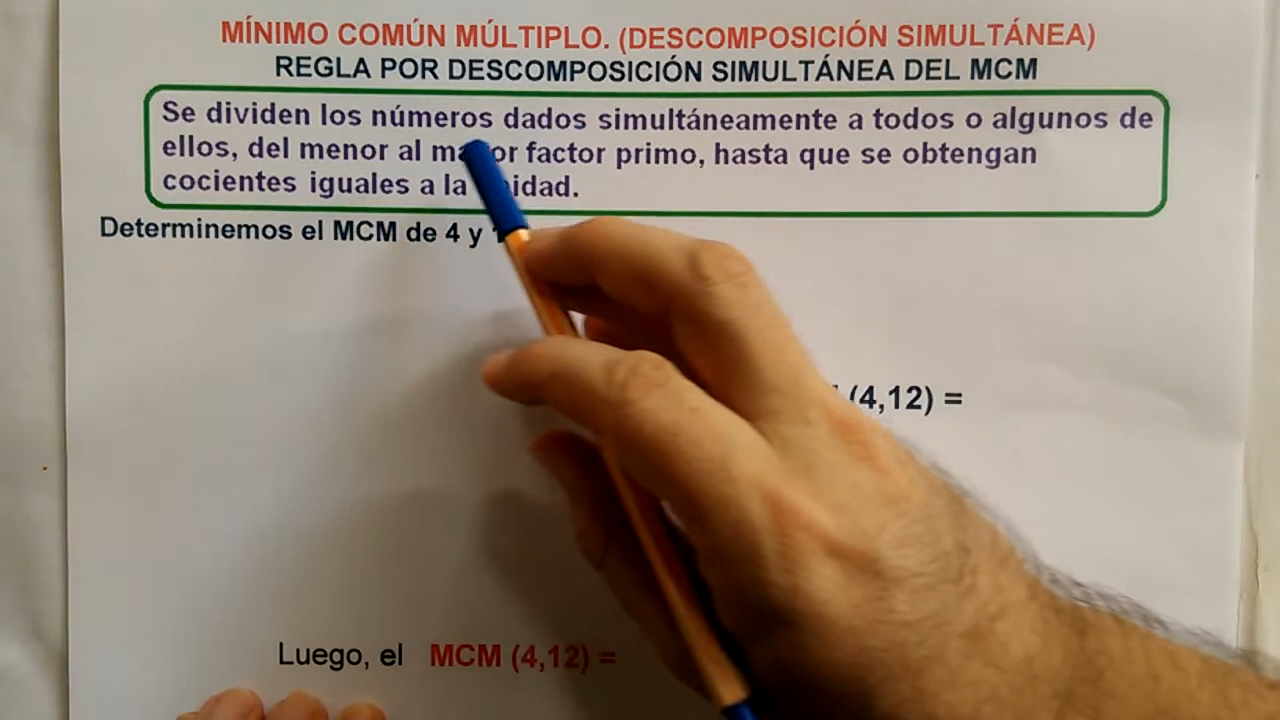 MÍNIMO COMÚN MÚLTIPLO. (DESCOMPOSICIÓN SIMULTÁNEA)
REGLA POR DESCOMPOSICIÓN SIMULTÁNEA DEL MCM
Se dividen los números dados simultáneamente a todos o algunos de
ellos, del menor al mayor factor primo, hasta que se obtengan
cocientes iguales a la unidad.
Determinemos el MCM de 4 y
(4,12) =
Luego, el MCM (4,12) =